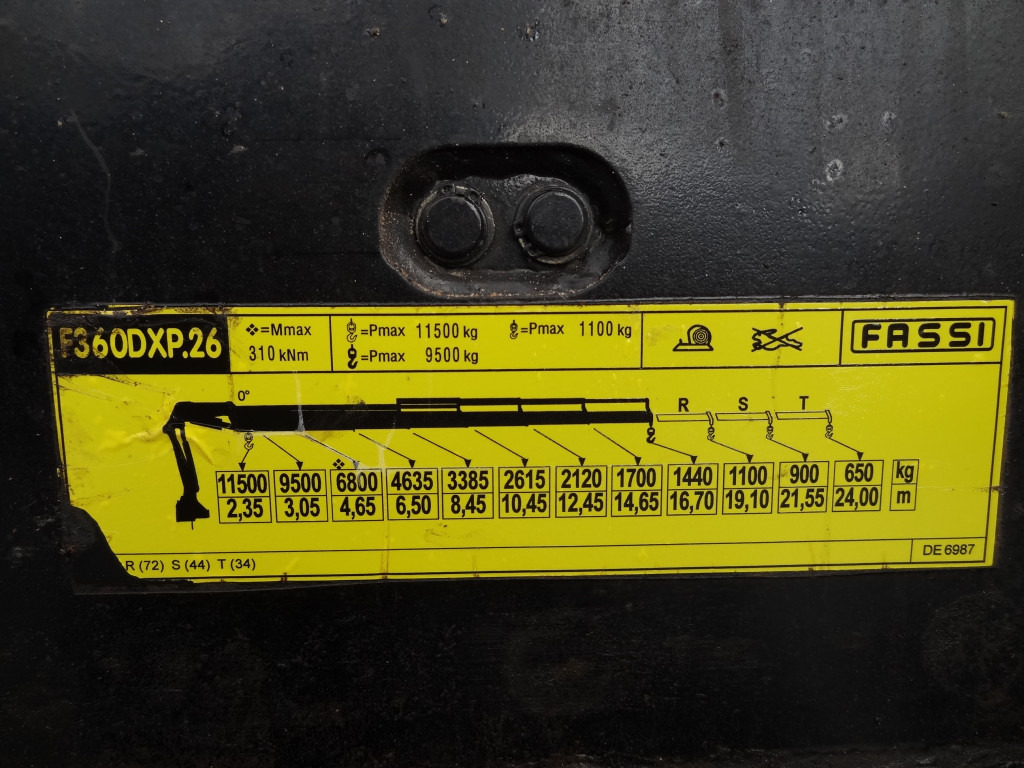 F360DXP.26
❖=Mmax
310 kNm
=Pmax 11500 kg
=Pmax 9500 kg
=Pmax 1100 kg
FASSI
0°
R S T
❖
11500 9500 6800 4635 3385 2615 2120 1700 1440 1100 900 650 kg
2,35 3,05 4,65 6,50 8,45 10,45 12,45 14,65 16,70 19,10 21,55 24,00 m
R (72) S (44) T (34)
DE 6987